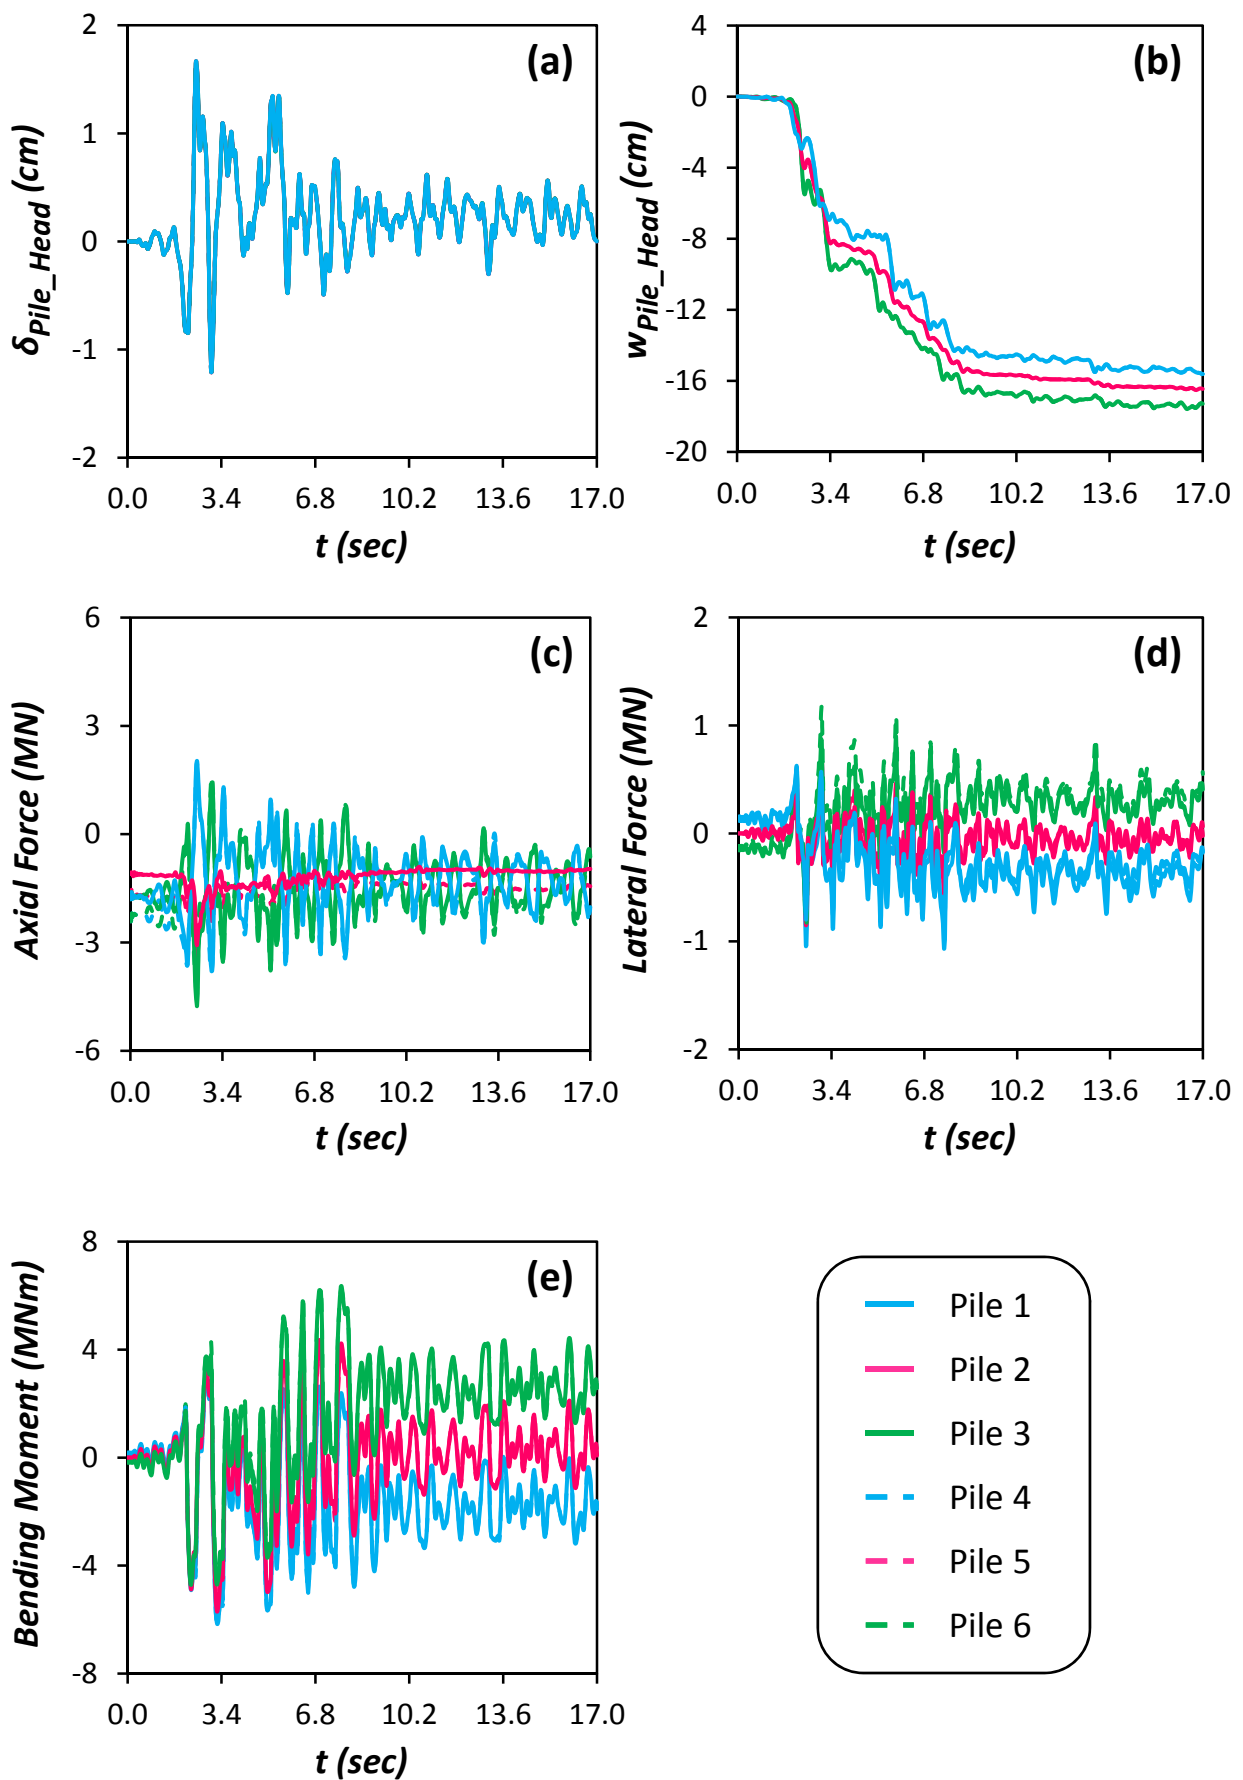 2
1
0
-1
-2
δPile_Head (cm)
(a)
0.0 3.4 6.8 10.2 13.6 17.0
t (sec)
4
0
-4
-8
-12
-16
-20
wPile_Head (cm)
(b)
0.0 3.4 6.8 10.2 13.6 17.0
t (sec)
6
3
0
-3
-6
Axial Force (MN)
(c)
0.0 3.4 6.8 10.2 13.6 17.0
t (sec)
2
1
0
-1
-2
Lateral Force (MN)
(d)
0.0 3.4 6.8 10.2 13.6 17.0
t (sec)
8
4
0
-4
-8
Bending Moment (MNm)
(e)
0.0 3.4 6.8 10.2 13.6 17.0
t (sec)
Pile 1
Pile 2
Pile 3
Pile 4
Pile 5
Pile 6